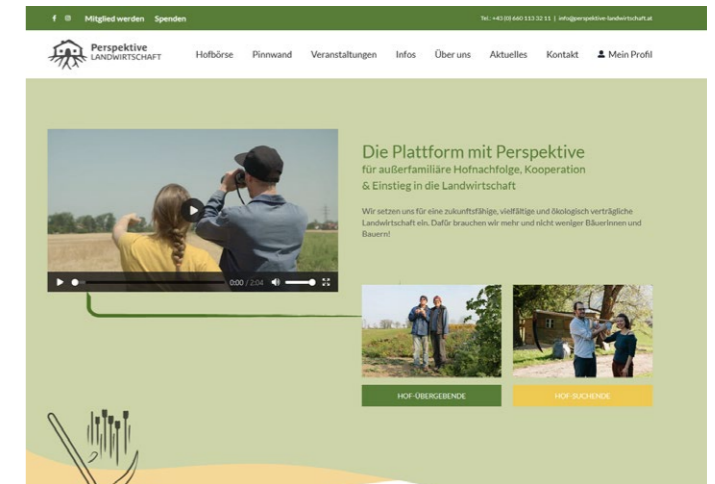 Mitglied werden Spenden
Tel.: +43 (0) 660 113 32 11 | info@perspektive-landwirtschaft.at
Perspektive
LANDWIRTSCHAFT
Hofbörse Pinnwand Veranstaltungen Infos Über uns Aktuelles Kontakt Mein Profil
Die Plattform mit Perspektive
für außerfamiliäre Hofnachfolge, Kooperation
& Einstieg in die Landwirtschaft
Wir setzen uns für eine zukunftsfähige, vielfältige und ökologisch verträgliche
Landwirtschaft ein. Dafür brauchen wir mehr und nicht weniger Bäuerinnen und
Bauern!
0:00 / 2:04
HOF-ÜBERGEBENDE
HOF-SUCHENDE